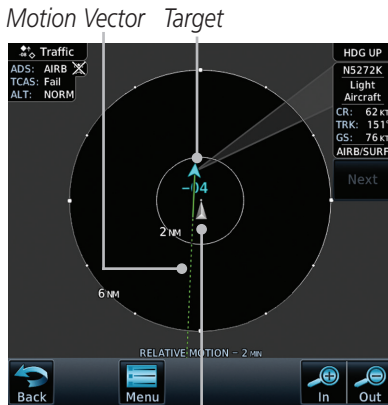 Motion Vector Target
Traffic
ADS: AIRB
TCAS: Fail
ALT: NORM
HDG UP
N5272K
Light
Aircraft
CR: 62 KT
TRK: 151°
GS: 76 KT
AIRB/SURF
Next
-04
2 NM
6 NM
RELATIVE MOTION – 2 MIN
Back
Menu
In
Out